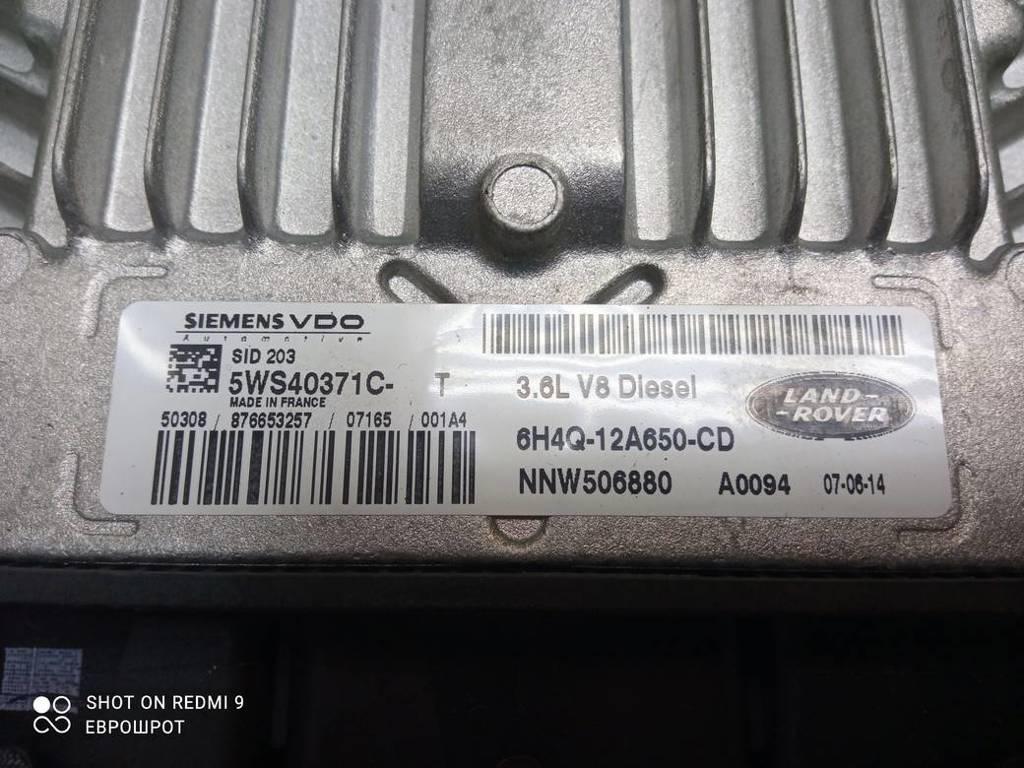 SIEMENS VDO
Automotive
SID 203
5WS40371C- T
MADE IN FRANCE
50308 / 876653257 / 07165 / 001A4
3.6L V8 Diesel
LAND-
-ROVER
6H4Q-12A650-CD
NNW506880 A0094 07-06-14
SHOT ON REDMI 9
ЕВРОШРОТ